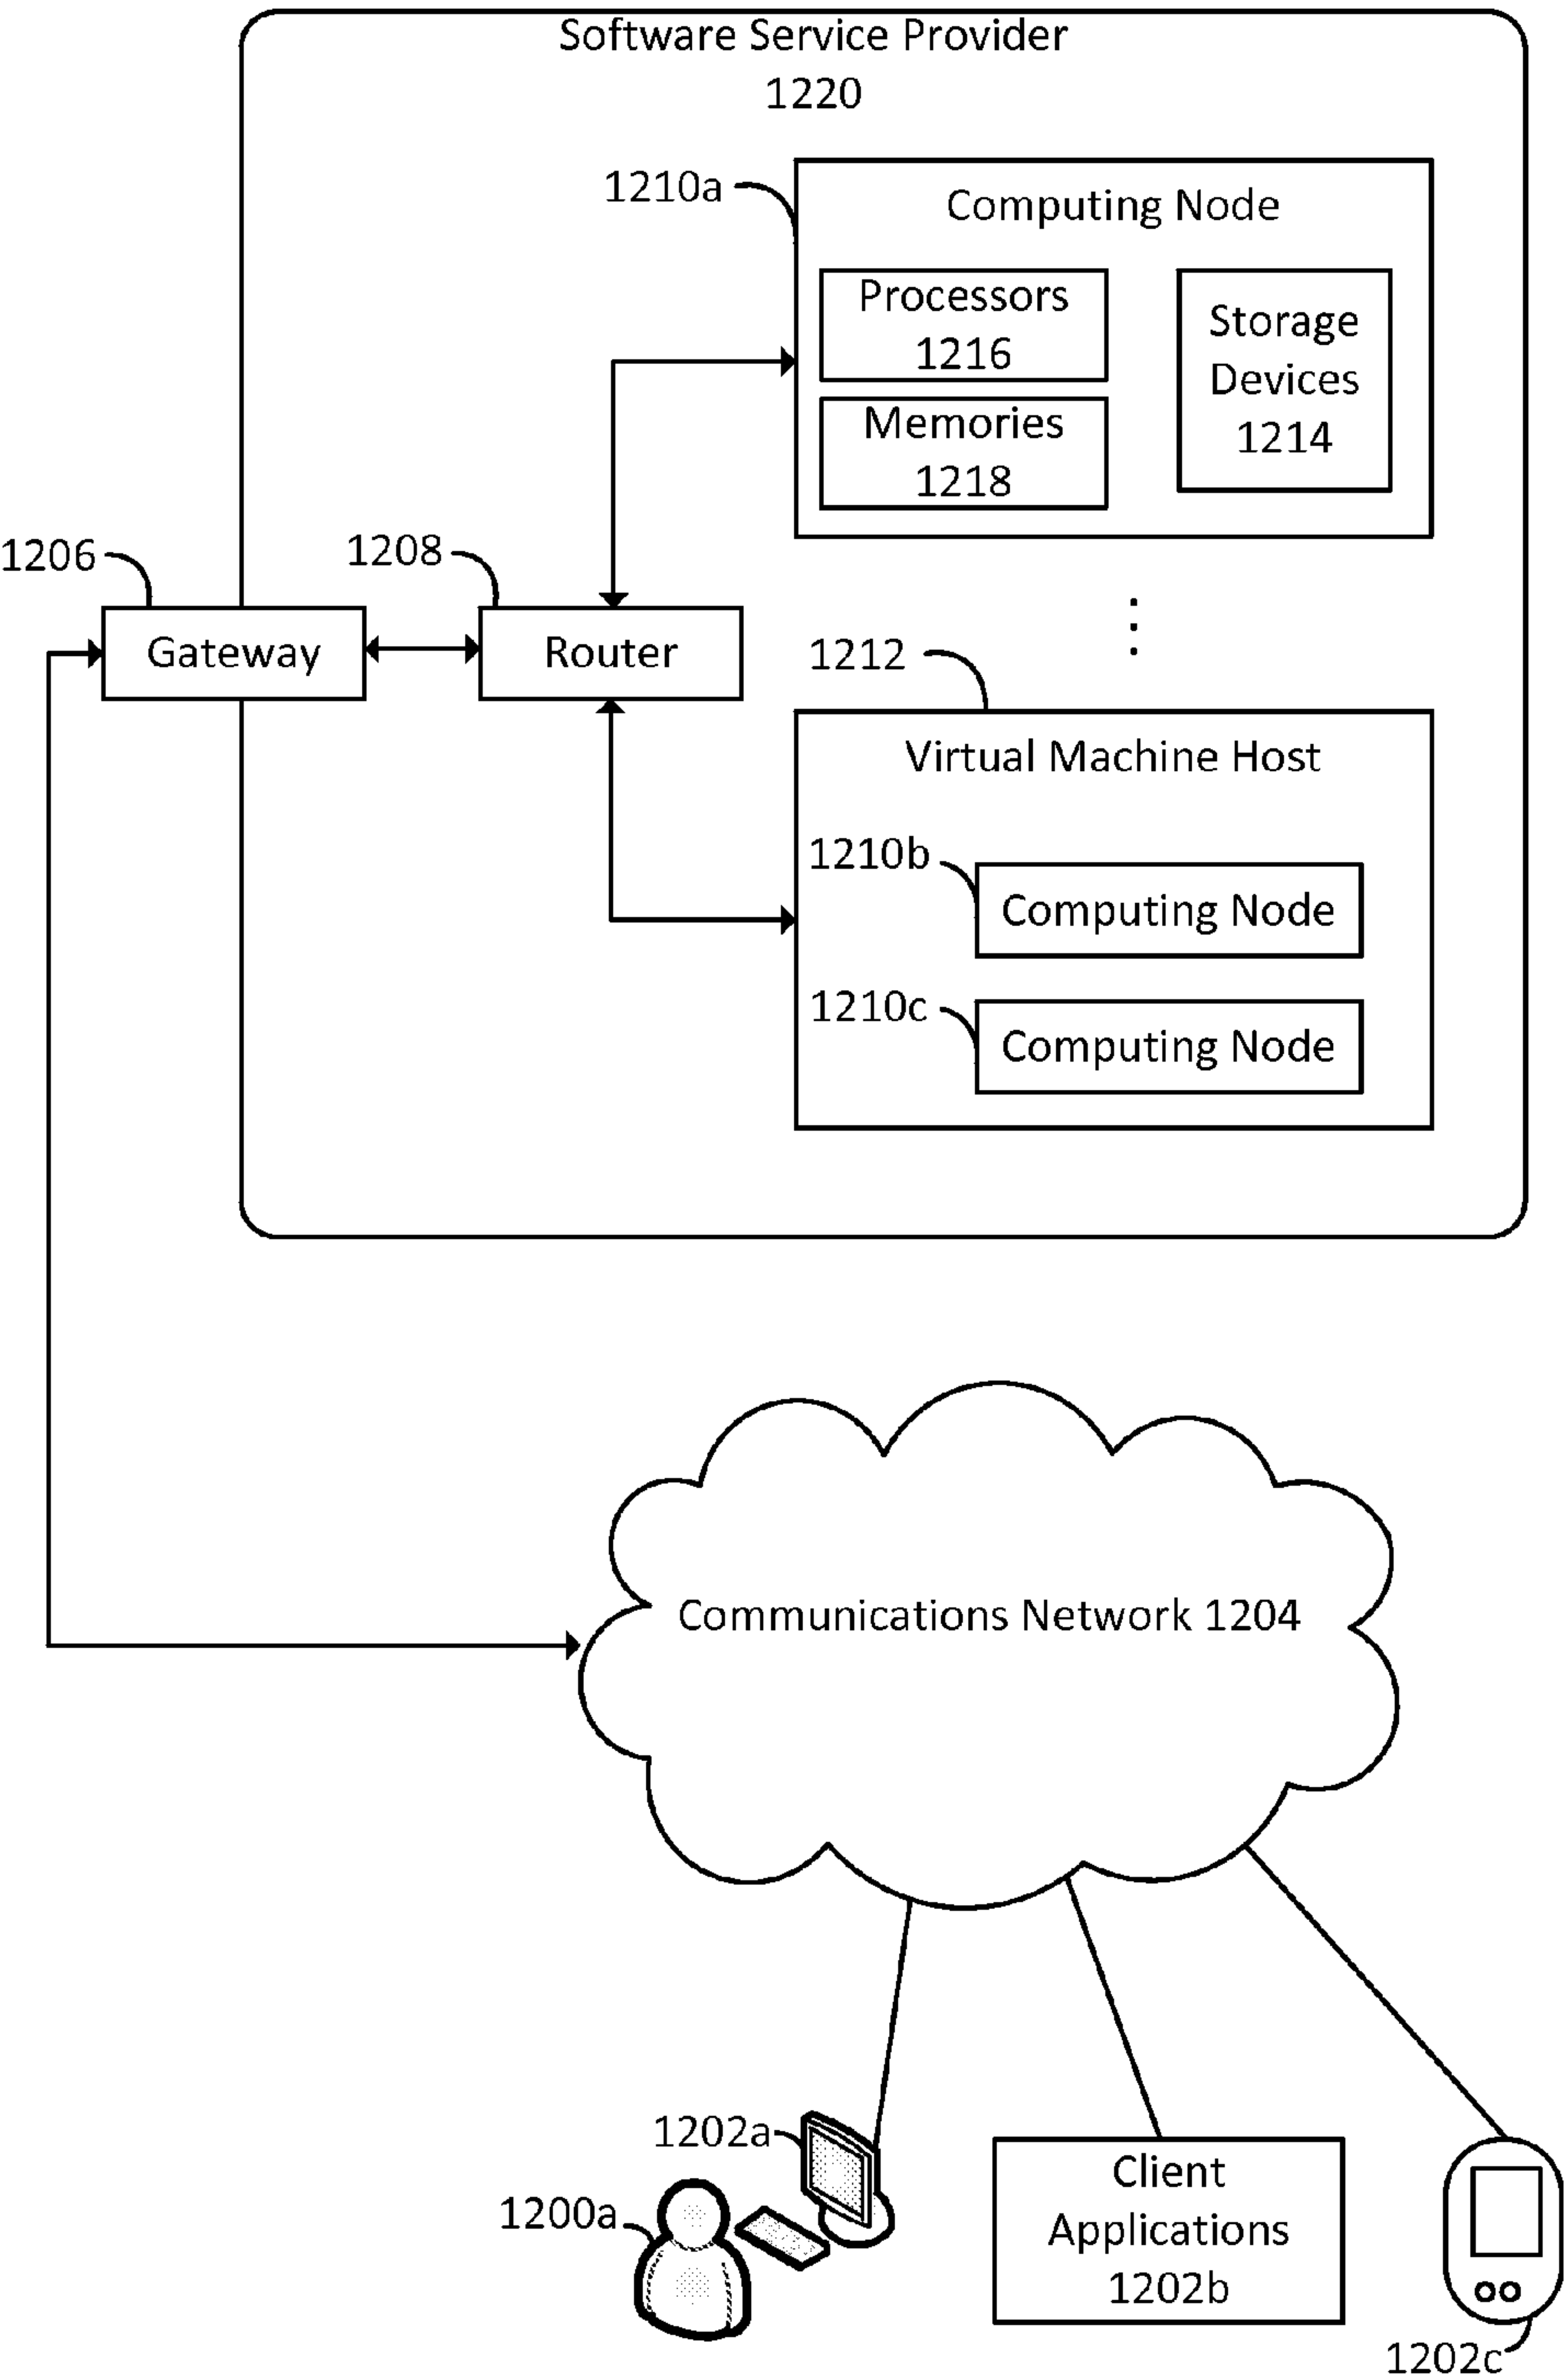 Software Service Provider
1220
1210a
Computing Node
Processors
1216
Storage
Devices
1214
Memories
1218
1206
1208
Gateway
Router
1212
Virtual Machine Host
1210b
Computing Node
1210c
Computing Node
Communications Network 1204
1202a
1200a
Client
Applications
1202b
1202c